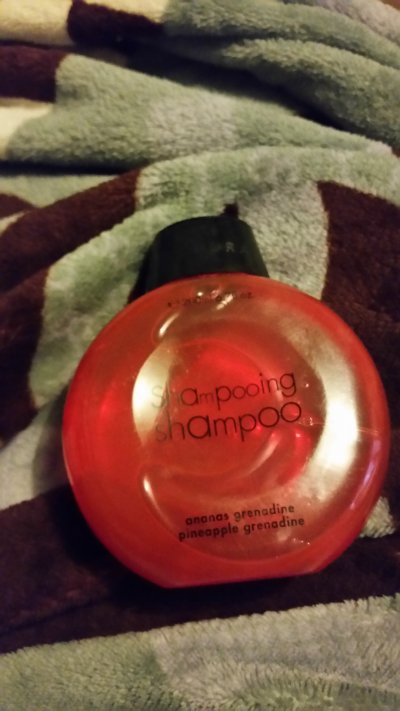 shampooing
shampoo
ananas grenadine
pineapple grenadine